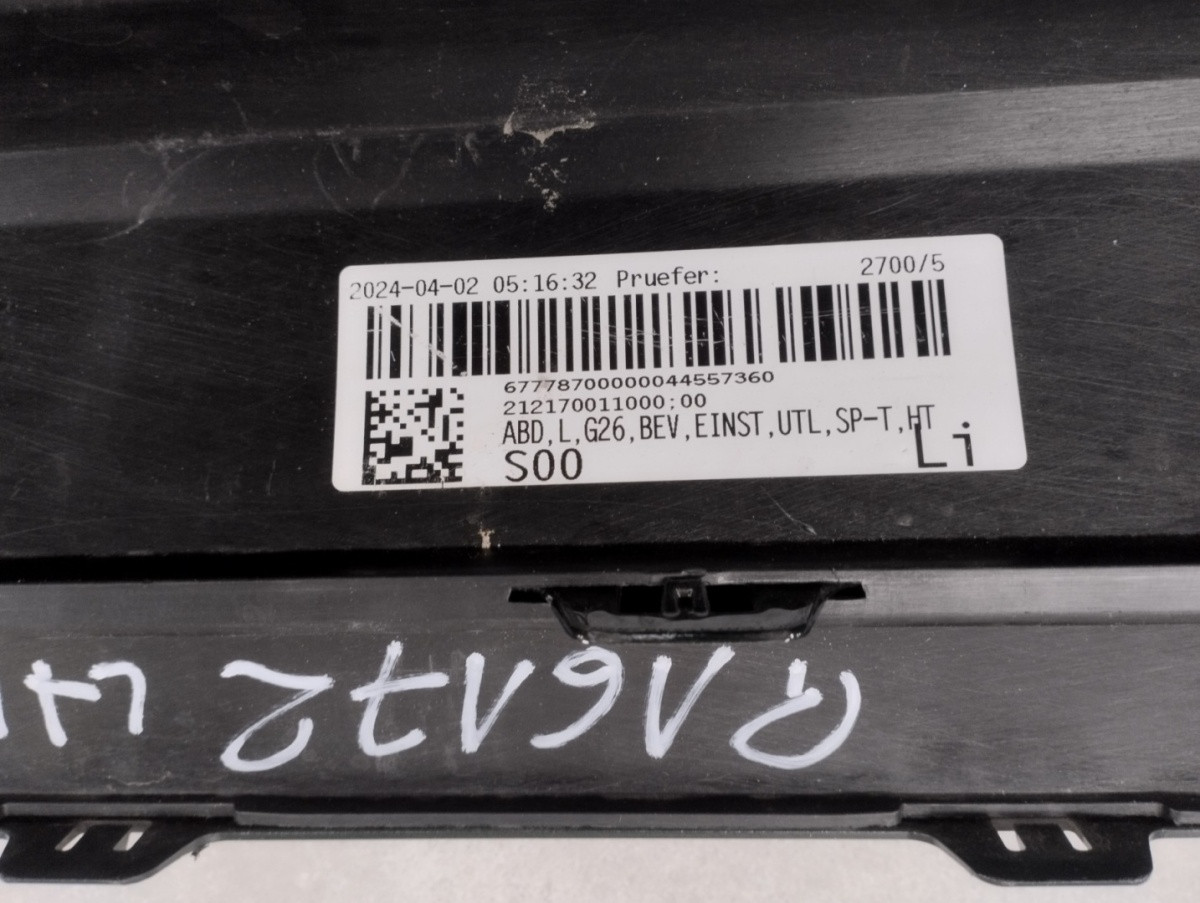 2024-04-02 05:16:32 Pruefer: 2700/5
67778700000044557360
212170011000;00
ABD,L,G26,BEV,EINST,UTL,SP-T,HT
S00 Li